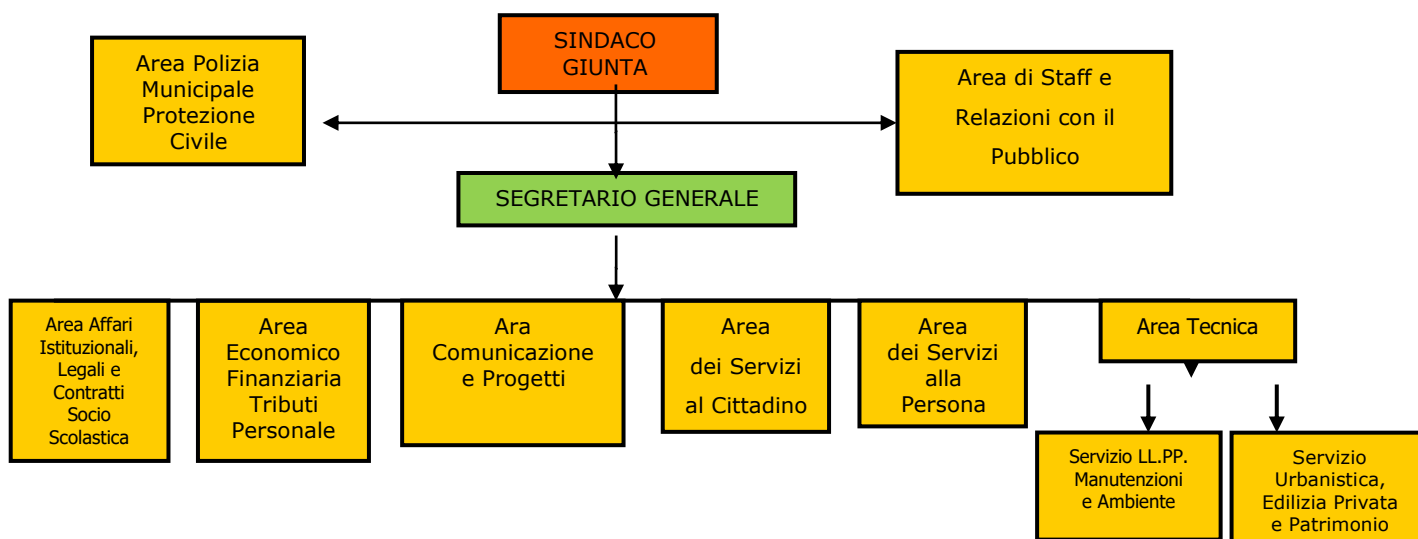 SINDACO
GIUNTA
Area Polizia
Municipale
Protezione
Civile
Area di Staff e
Relazioni con il
Pubblico
SEGRETARIO GENERALE
Area Affari
Istituzionali,
Legali e
Contratti
Socio
Scolastica
Area
Economico
Finanziaria
Tributi
Personale
Ara
Comunicazione
e Progetti
Area
dei Servizi
al Cittadino
Area
dei Servizi
alla
Persona
Area Tecnica
Servizio LL.PP.
Manutenzioni
e Ambiente
Servizio
Urbanistica,
Edilizia Privata
e Patrimonio